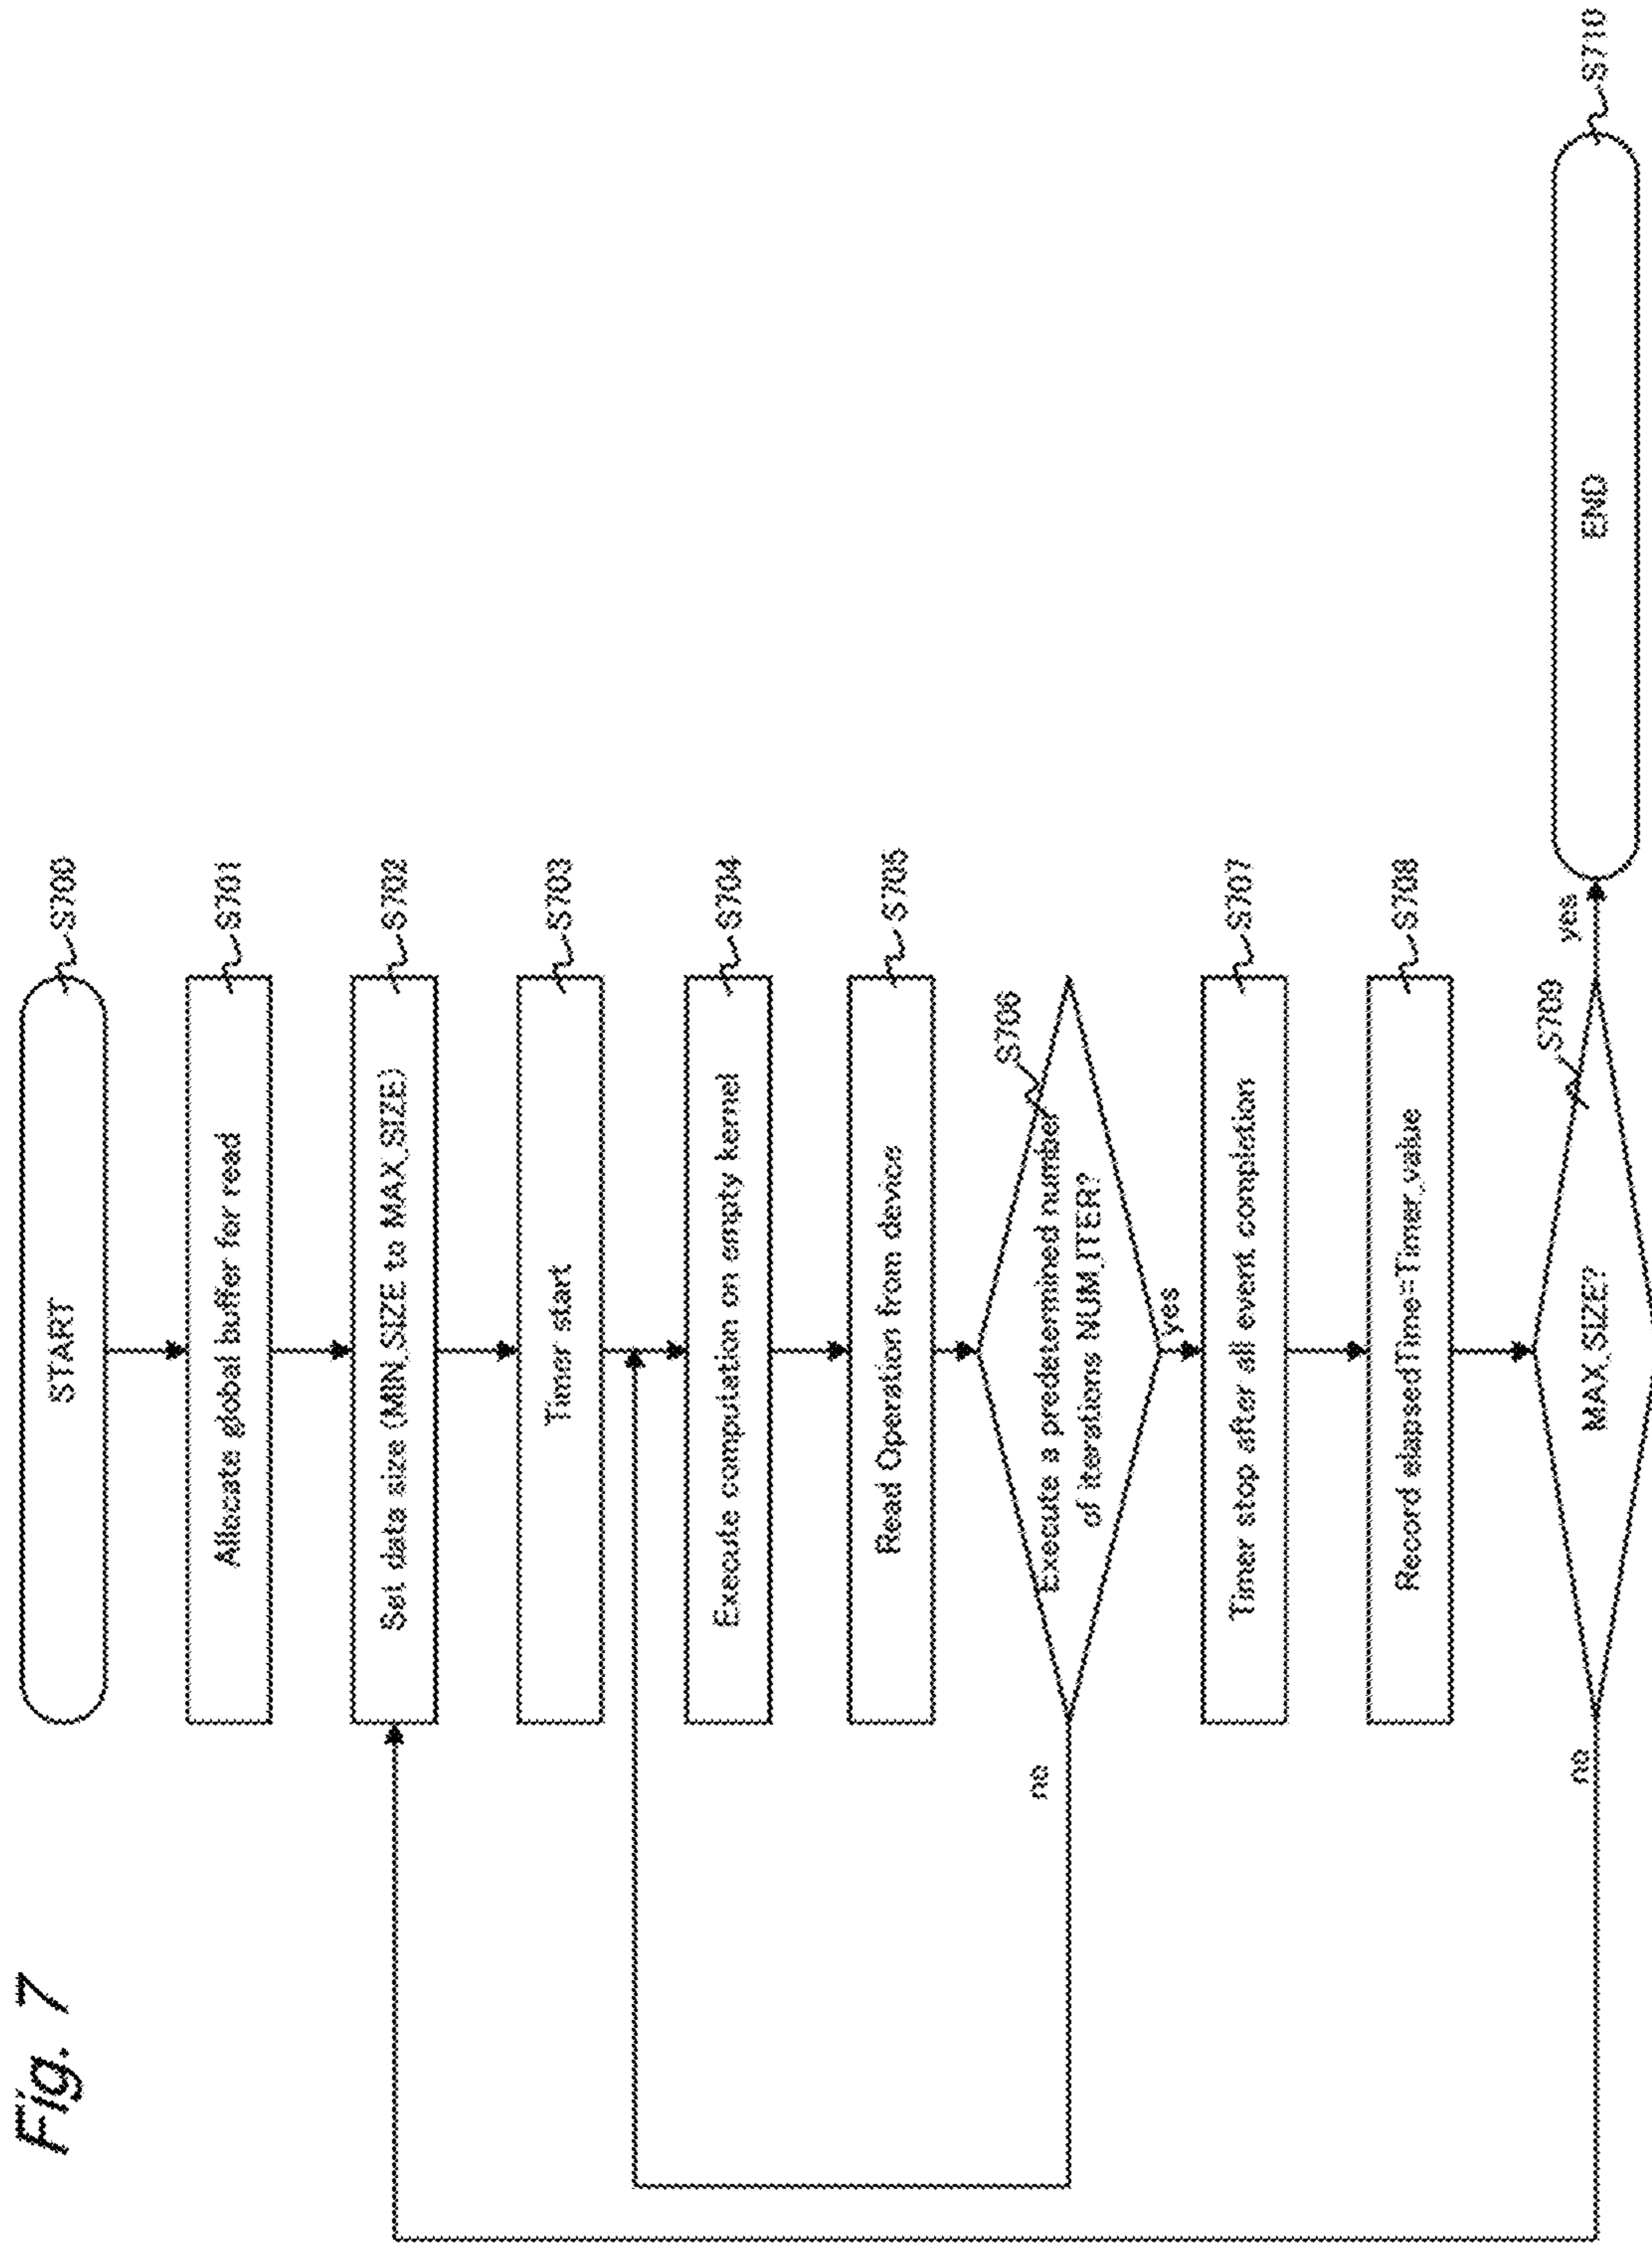 Fig. 7
START
S700
Allocate global buffer for read
S701
Set data size (MIN_SIZE to MAX_SIZE)
S702
Timer start
S703
Execute computation on empty kernel
S704
Read Operation from device
S705
Execute a predetermined number
of iterations NUM_ITER?
S706
no
yes
Timer stop after all event completion
S707
Record elapsedTime=Timer_value
S708
MAX_SIZE?
S709
no
yes
END
S710